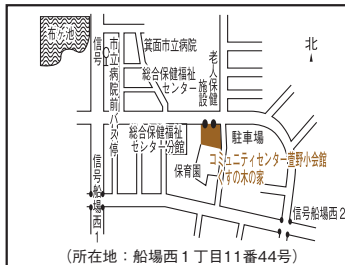 布ヶ池
信号
市立病院前バス停
箕面市立病院
総合保健福祉
センター
老人保健
施設
北
総合保健福祉
センター分館
駐車場
コミュニティセンター萱野小会館
くすの木の家
保育園
信号船場西1
信号船場西2
(所在地：船場西1丁目11番44号)